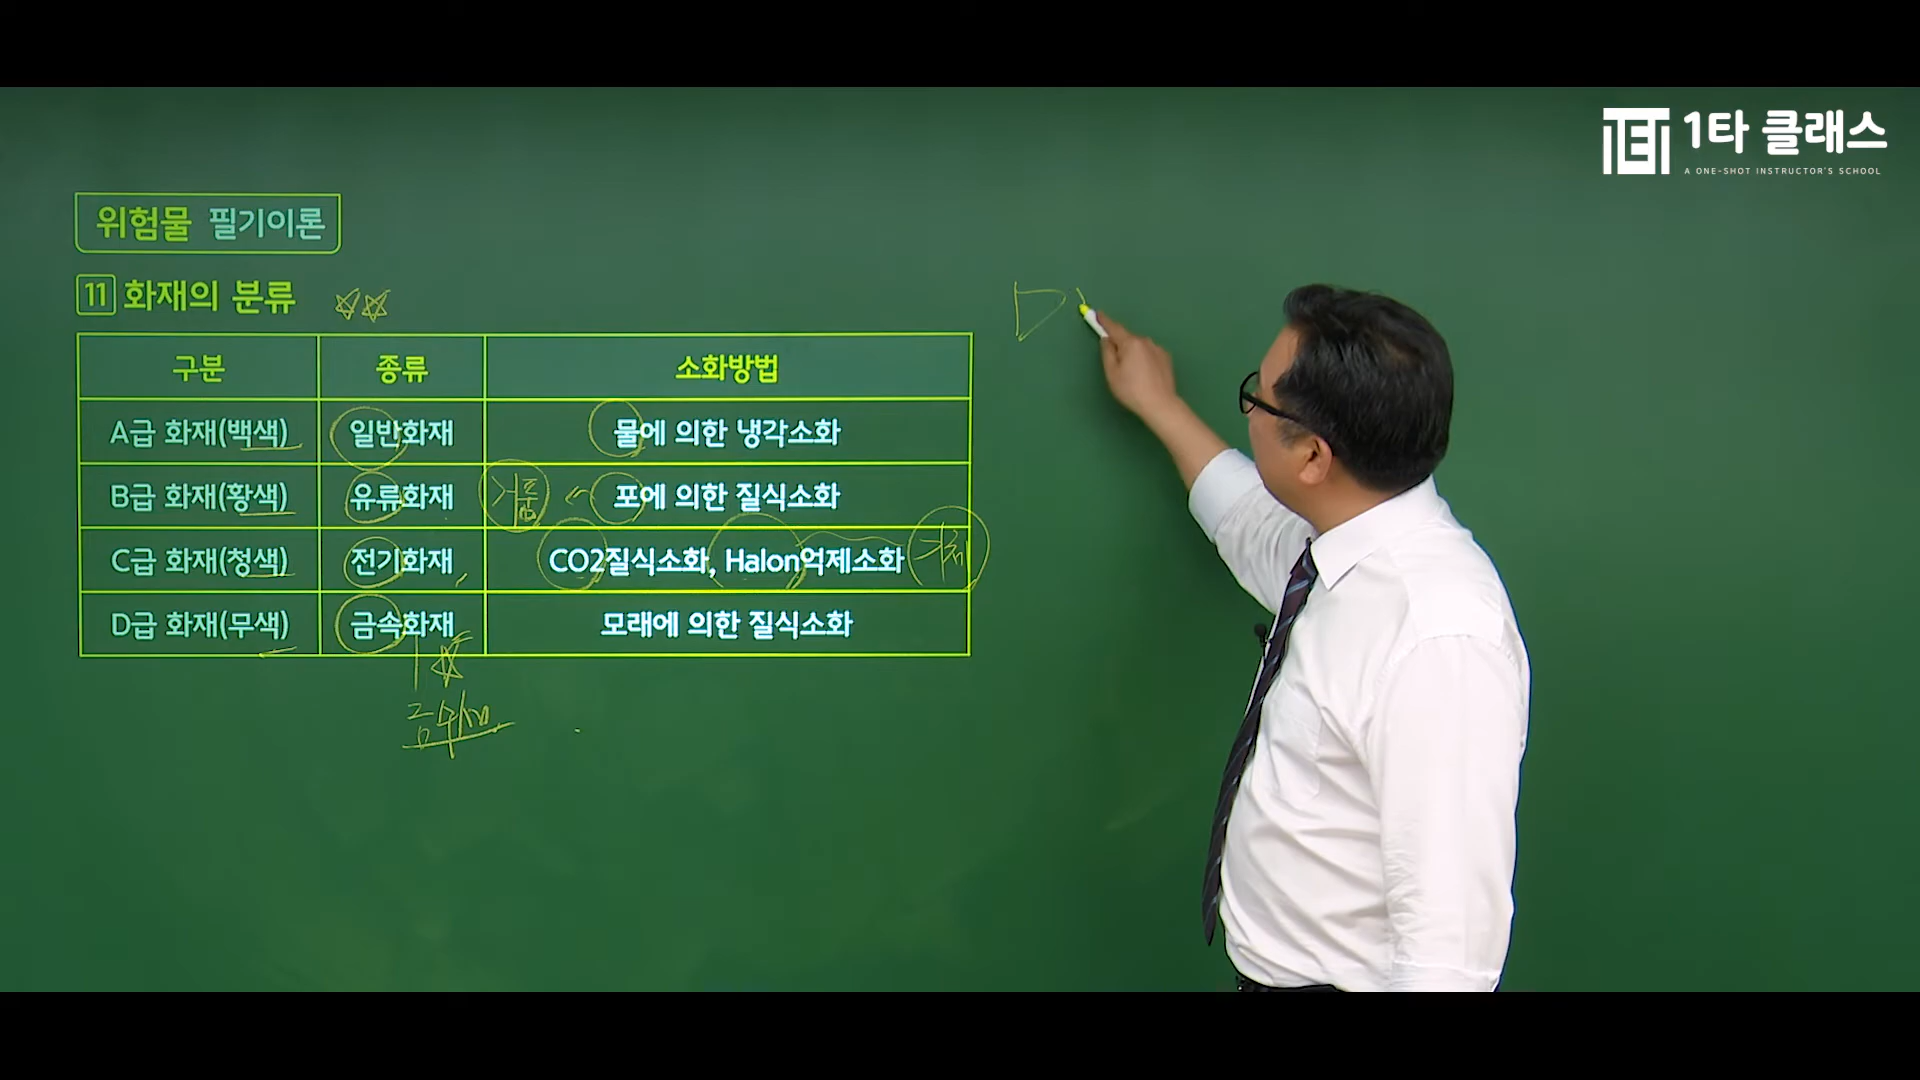 1타 클래스
A ONE-SHOT INSTRUCTOR'S SCHOOL
위험물 필기이론
11 화재의 분류
구분 종류 소화방법
A급 화재(백색) 일반화재 물에 의한 냉각소화
B급 화재(황색) 유류화재 거품 포에 의한 질식소화
C급 화재(청색) 전기화재 CO2질식소화, Halon억제소화 기체
D급 화재(무색) 금속화재 모래에 의한 질식소화
금수성
D